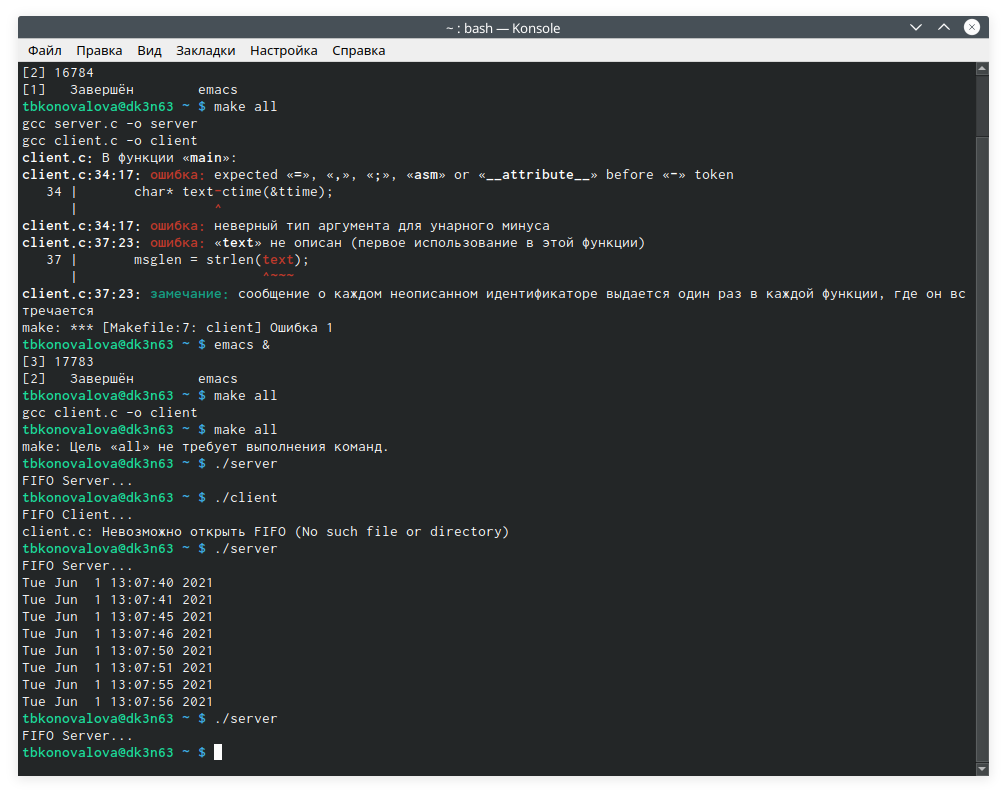 ~ : bash — Konsole
Файл Правка Вид Закладки Настройка Справка
[2] 16784
[1]   Завершён        emacs
tbkonovalova@dk3n63 ~ $ make all
gcc server.c -o server
gcc client.c -o client
client.c: В функции «main»:
client.c:34:17: ошибка: expected «=», «,», «;», «asm» or «__attribute__» before «-» token
   34 |       char* text-ctime(&ttime);
      |                 ^
client.c:34:17: ошибка: неверный тип аргумента для унарного минуса
client.c:37:23: ошибка: «text» не описан (первое использование в этой функции)
   37 |       msglen = strlen(text);
      |                       ^~~~
client.c:37:23: замечание: сообщение о каждом неописанном идентификаторе выдается один раз в каждой функции, где он вс
тречается
make: *** [Makefile:7: client] Ошибка 1
tbkonovalova@dk3n63 ~ $ emacs &
[3] 17783
[2]   Завершён        emacs
tbkonovalova@dk3n63 ~ $ make all
gcc client.c -o client
tbkonovalova@dk3n63 ~ $ make all
make: Цель «all» не требует выполнения команд.
tbkonovalova@dk3n63 ~ $ ./server
FIFO Server...
tbkonovalova@dk3n63 ~ $ ./client
FIFO Client...
client.c: Невозможно открыть FIFO (No such file or directory)
tbkonovalova@dk3n63 ~ $ ./server
FIFO Server...
Tue Jun  1 13:07:40 2021
Tue Jun  1 13:07:41 2021
Tue Jun  1 13:07:45 2021
Tue Jun  1 13:07:46 2021
Tue Jun  1 13:07:50 2021
Tue Jun  1 13:07:51 2021
Tue Jun  1 13:07:55 2021
Tue Jun  1 13:07:56 2021
tbkonovalova@dk3n63 ~ $ ./server
FIFO Server...
tbkonovalova@dk3n63 ~ $